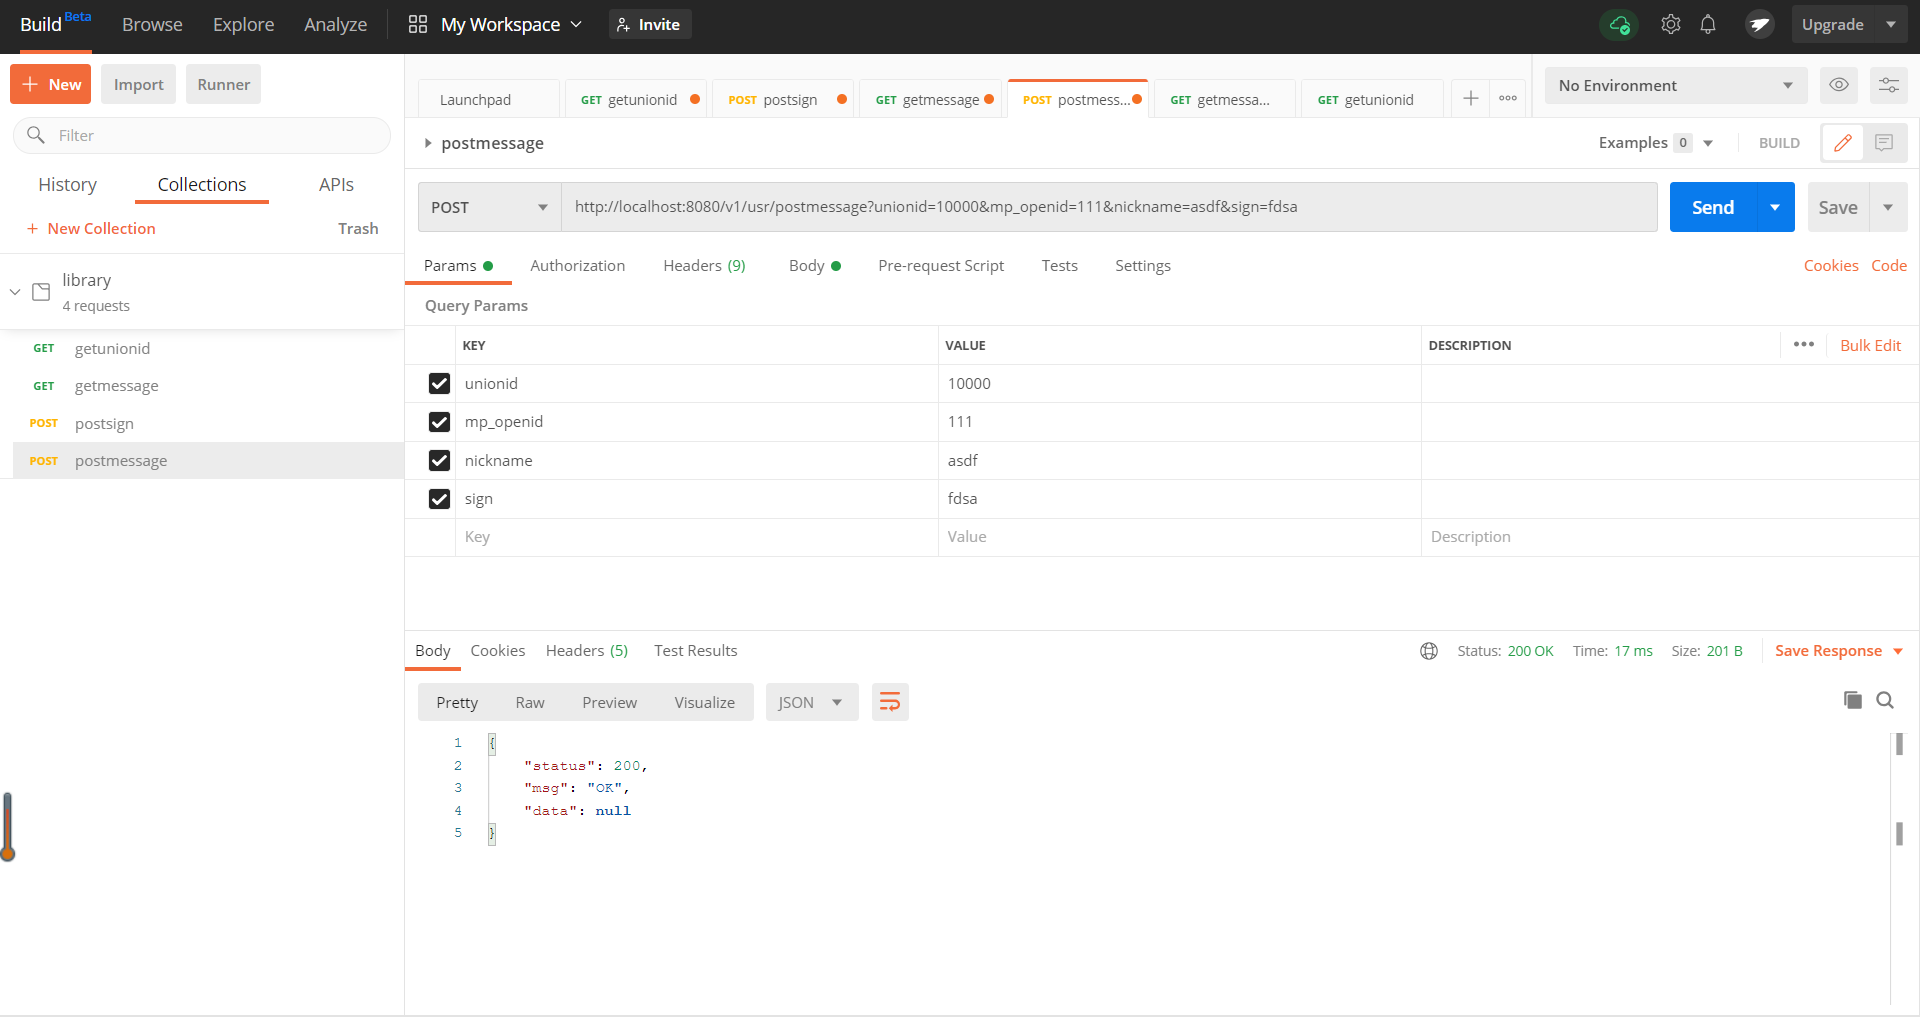 Build Beta Browse Explore Analyze My Workspace Invite Upgrade
New Import Runner
Launchpad GET getunionid POST postsign GET getmessage POST postmess... GET getmessa... GET getunionid No Environment
Filter
postmessage Examples 0 BUILD
History Collections APIs
POST http://localhost:8080/v1/usr/postmessage?unionid=10000&mp_openid=111&nickname=asdf&sign=fdsa Send Save
New Collection Trash
library
4 requests
GET getunionid
GET getmessage
POST postsign
POST postmessage
Params Authorization Headers (9) Body Pre-request Script Tests Settings Cookies Code
Query Params
KEY VALUE DESCRIPTION Bulk Edit
unionid 10000
mp_openid 111
nickname asdf
sign fdsa
Key Value Description
Body Cookies Headers (5) Test Results Status: 200 OK Time: 17 ms Size: 201 B Save Response
Pretty Raw Preview Visualize JSON
1 {
2 "status": 200,
3 "msg": "OK",
4 "data": null
5 }